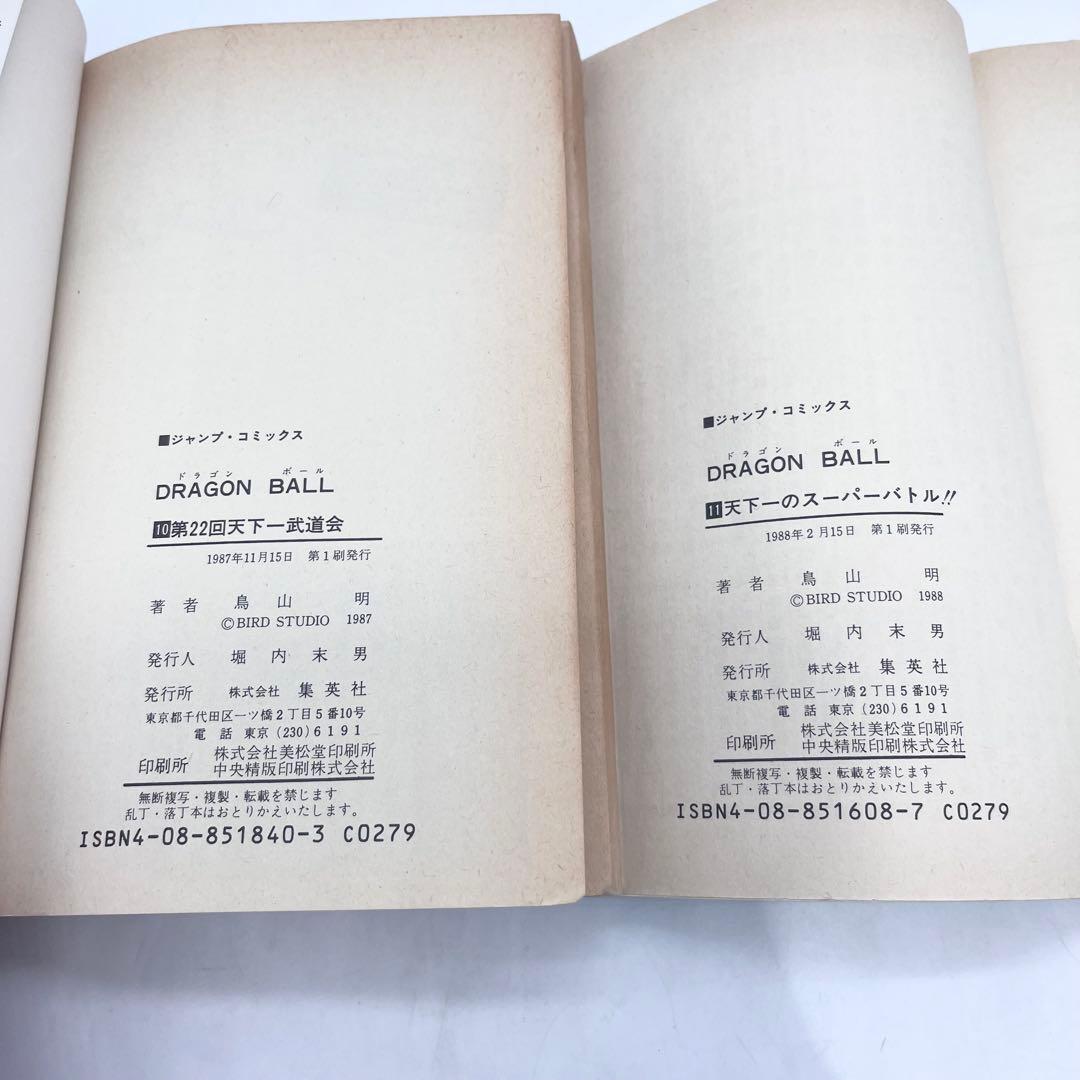 ■ジャンプ・コミックス
ドラゴン ボール
DRAGON BALL
10第22回天下一武道会
1987年11月15日 第1刷発行
著者 鳥山 明
©BIRD STUDIO 1987
発行人 堀内末男
発行所 株式会社 集英社
東京都千代田区一ツ橋2丁目5番10号
電話 東京 (230) 6191
印刷所 株式会社美松堂印刷所
中央精版印刷株式会社
無断複写・複製・転載を禁じます
乱丁・落丁本はおとりかえいたします。
ISBN4-08-851840-3 C0279
■ジャンプ・コミックス
ドラゴン ボール
DRAGON BALL
11天下一のスーパーバトル!!
1988年2月15日 第1刷発行
著者 鳥山 明
©BIRD STUDIO 1988
発行人 堀内末男
発行所 株式会社 集英社
東京都千代田区一ツ橋2丁目5番10号
電話 東京 (230) 6191
印刷所 株式会社美松堂印刷所
中央精版印刷株式会社
無断複写・複製・転載を禁じます
乱丁・落丁本はおとりかえいたします。
ISBN4-08-851608-7 C0279